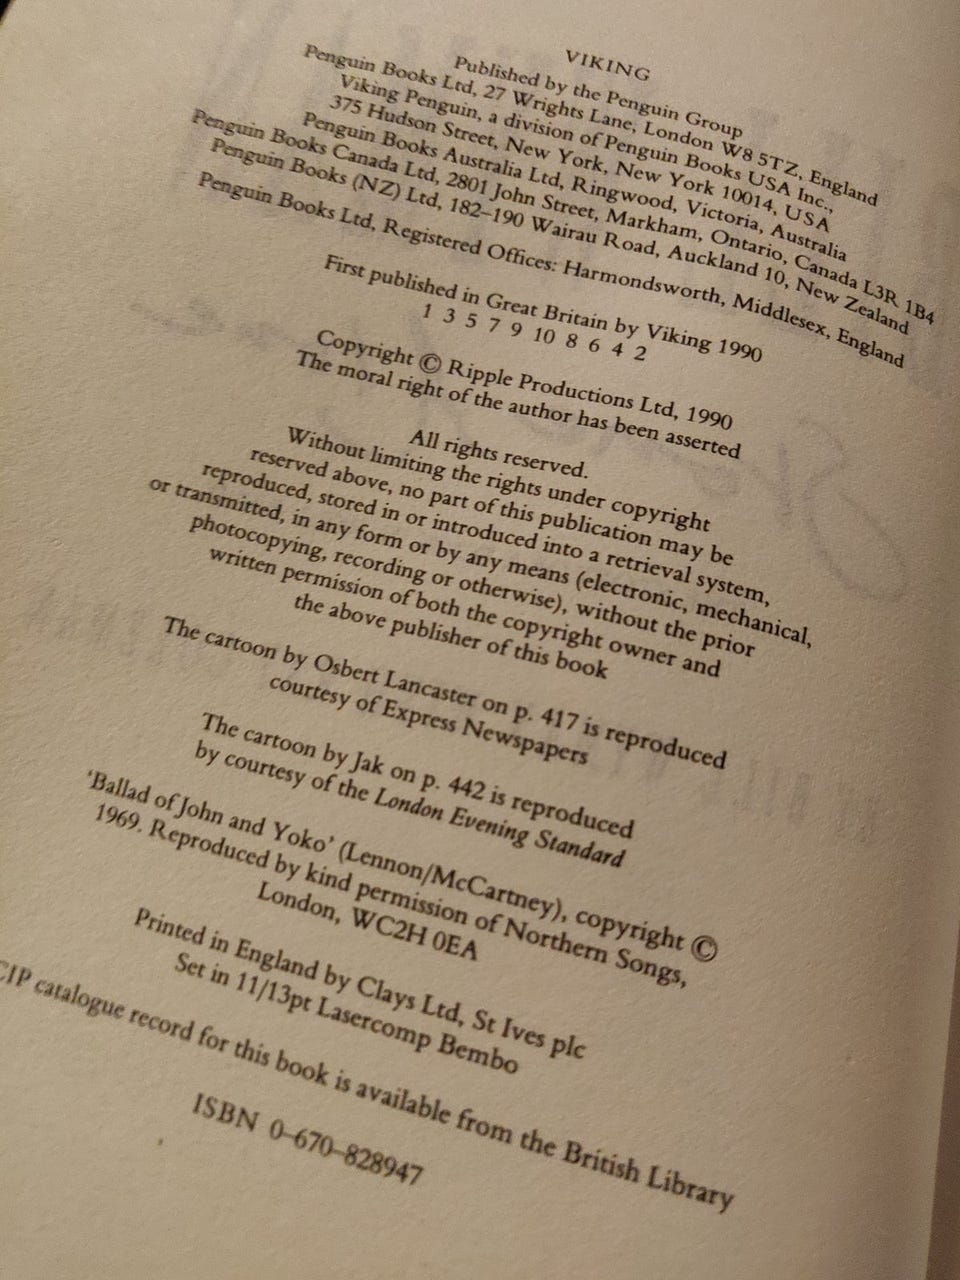 VIKING
Published by the Penguin Group
Penguin Books Ltd, 27 Wrights Lane, London W8 5TZ, England
Viking Penguin, a division of Penguin Books USA Inc.,
375 Hudson Street, New York, New York 10014, USA
Penguin Books Australia Ltd, Ringwood, Victoria, Australia
Penguin Books Canada Ltd, 2801 John Street, Markham, Ontario, Canada L3R 1B4
Penguin Books (NZ) Ltd, 182–190 Wairau Road, Auckland 10, New Zealand
Penguin Books Ltd, Registered Offices: Harmondsworth, Middlesex, England
First published in Great Britain by Viking 1990
1 3 5 7 9 10 8 6 4 2
Copyright © Ripple Productions Ltd, 1990
The moral right of the author has been asserted
All rights reserved.
Without limiting the rights under copyright
reserved above, no part of this publication may be
reproduced, stored in or introduced into a retrieval system,
or transmitted, in any form or by any means (electronic, mechanical,
photocopying, recording or otherwise), without the prior
written permission of both the copyright owner and
the above publisher of this book
The cartoon by Osbert Lancaster on p. 417 is reproduced
courtesy of Express Newspapers
The cartoon by Jak on p. 442 is reproduced
by courtesy of the London Evening Standard
'Ballad of John and Yoko' (Lennon/McCartney), copyright ©
1969. Reproduced by kind permission of Northern Songs,
London, WC2H 0EA
Printed in England by Clays Ltd, St Ives plc
Set in 11/13pt Lasercomp Bembo
CIP catalogue record for this book is available from the British Library
ISBN 0–670–828947